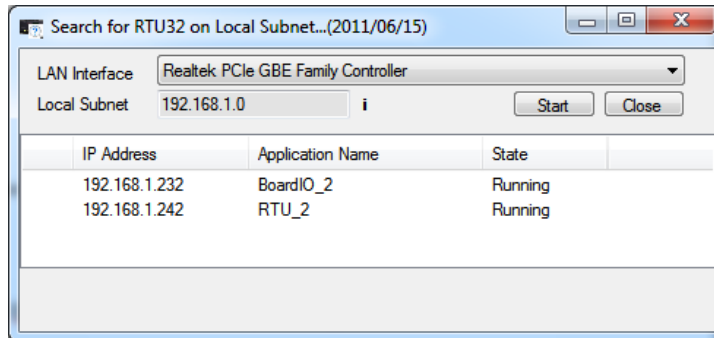 Search for RTU32 on Local Subnet...(2011/06/15)
LAN Interface Realtek PCIe GBE Family Controller
Local Subnet 192.168.1.0 i Start Close
IP Address Application Name State
192.168.1.232 BoardIO_2 Running
192.168.1.242 RTU_2 Running